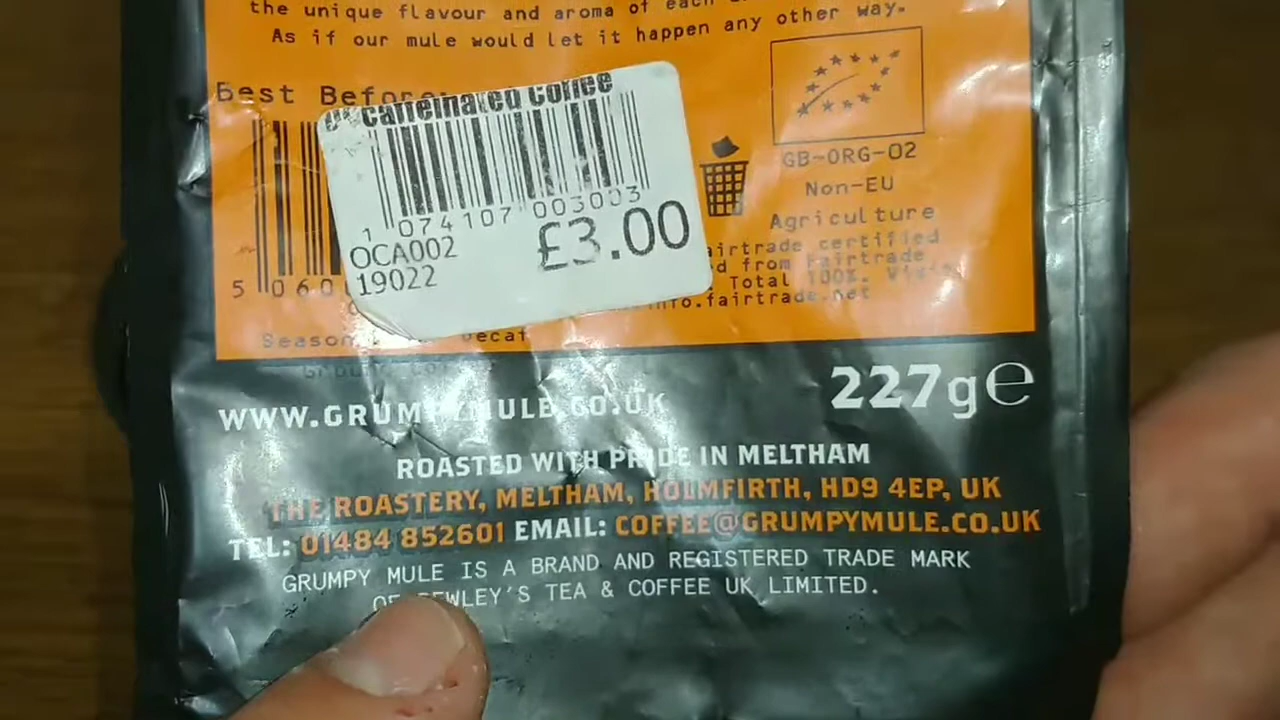 the unique flavour and aroma of each
As if our mule would let it happen any other way.
Best Before:
Decaffeinated Coffee
1 074107 003003
OCA002
£3.00
19022
5 060
GB-ORG-02
Non-EU
Agriculture
airtrade certified
d from Fairtrade
Total 100%.
info.fairtrade.net
Season
Decaf
227g℮
WWW.GRUMPYMULE.CO.UK
ROASTED WITH PRIDE IN MELTHAM
THE ROASTERY, MELTHAM, HOLMFIRTH, HD9 4EP, UK
TEL: 01484 852601 EMAIL: COFFEE@GRUMPYMULE.CO.UK
GRUMPY MULE IS A BRAND AND REGISTERED TRADE MARK
OF BEWLEY'S TEA & COFFEE UK LIMITED.